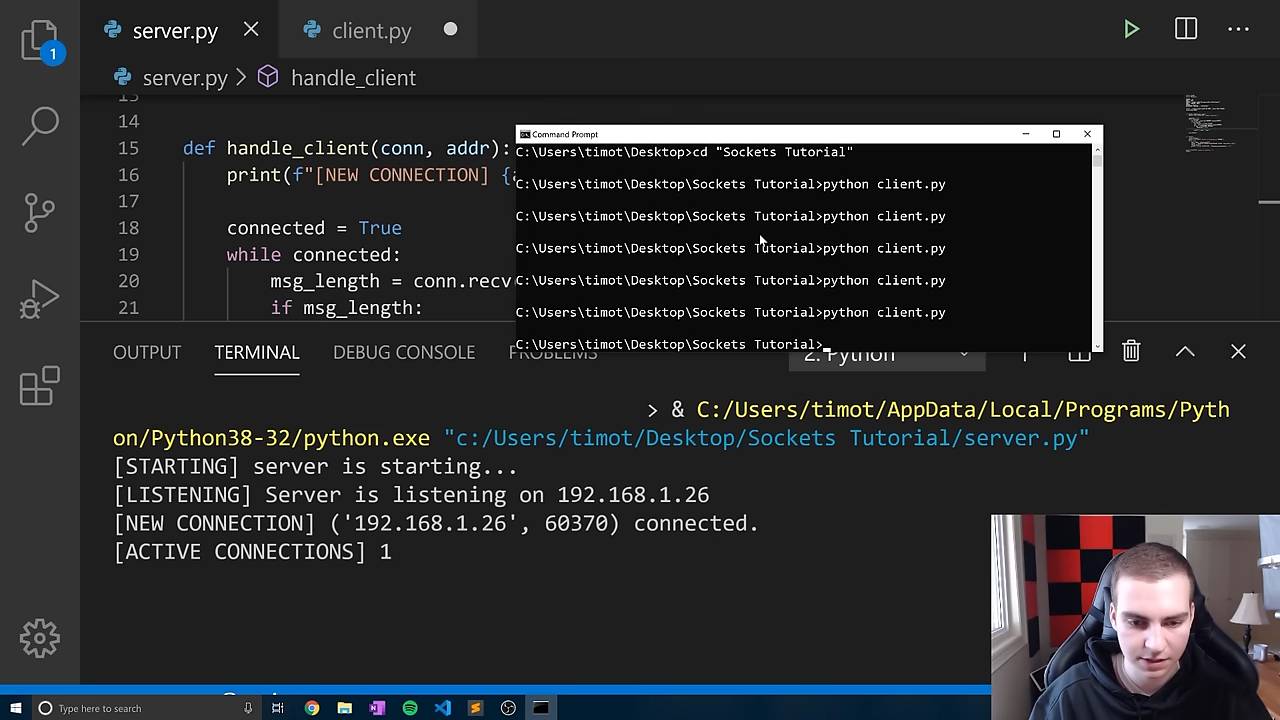 server.py
client.py
1
server.py > handle_client
13
14
15 def handle_client(conn, addr):
16 print(f"[NEW CONNECTION] {
17
18 connected = True
19 while connected:
20 msg_length = conn.recv
21 if msg_length:
Command Prompt
C:\Users\timot\Desktop>cd "Sockets Tutorial"
C:\Users\timot\Desktop\Sockets Tutorial>python client.py
C:\Users\timot\Desktop\Sockets Tutorial>python client.py
C:\Users\timot\Desktop\Sockets Tutorial>python client.py
C:\Users\timot\Desktop\Sockets Tutorial>python client.py
C:\Users\timot\Desktop\Sockets Tutorial>python client.py
C:\Users\timot\Desktop\Sockets Tutorial>
OUTPUT TERMINAL DEBUG CONSOLE PROBLEMS 2: Python
> & C:/Users/timot/AppData/Local/Programs/Pyth
on/Python38-32/python.exe "c:/Users/timot/Desktop/Sockets Tutorial/server.py"
[STARTING] server is starting...
[LISTENING] Server is listening on 192.168.1.26
[NEW CONNECTION] ('192.168.1.26', 60370) connected.
[ACTIVE CONNECTIONS] 1
Type here to search